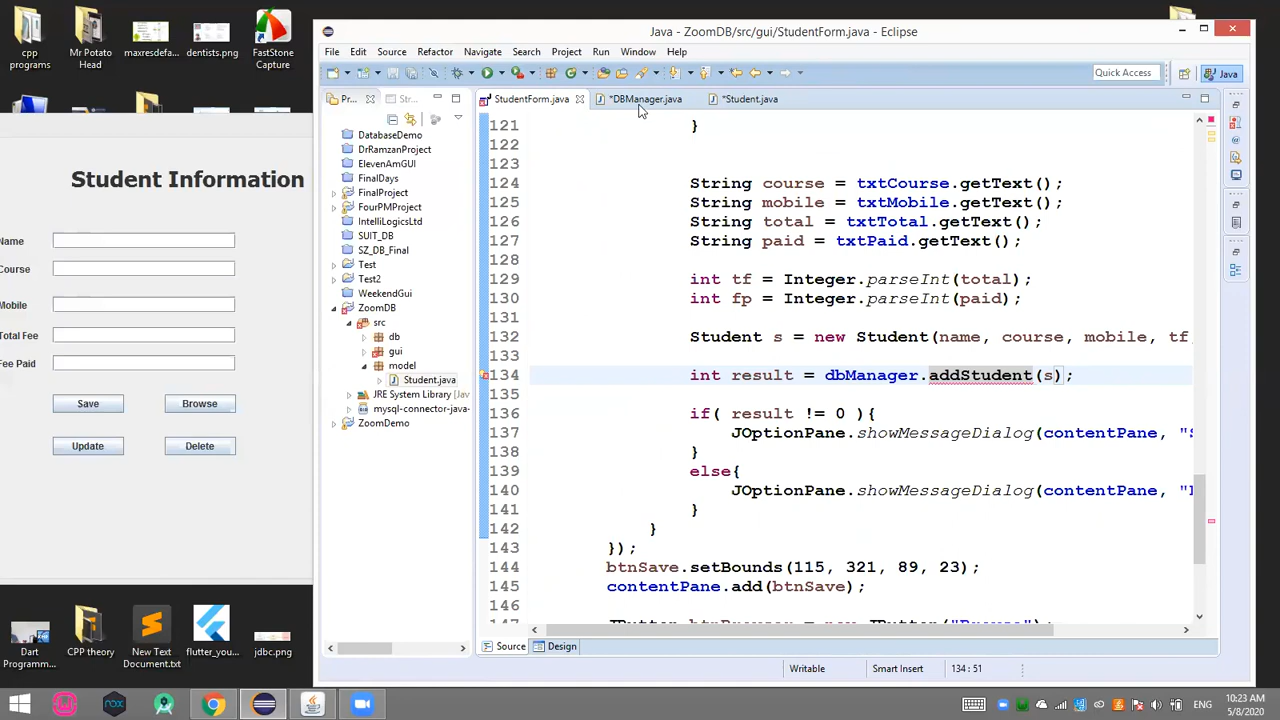 cpp progams
Mr Potato Head
maxresdefa...
dentists.png
FastStone Capture
Student Information
Name
Course
Mobile
Total Fee
Fee Paid
Save
Browse
Update
Delete
Dart Programm...
CPP theory
New Text Document.txt
flutter_you...
jdbc.png
Java - ZoomDB/src/gui/StudentForm.java - Eclipse
File Edit Source Refactor Navigate Search Project Run Window Help
Quick Access
Java
Pr...
Str...
StudentForm.java
*DBManager.java
*Student.java
DatabaseDemo
DrRamzanProject
ElevenAmGUI
FinalDays
FinalProject
FourPMProject
IntelliLogicsLtd
SUIT_DB
SZ_DB_Final
Test
Test2
WeekendGui
ZoomDB
src
db
gui
model
Student.java
JRE System Library [Jav
mysql-connector-java-
ZoomDemo
121 }
122
123
124 String course = txtCourse.getText();
125 String mobile = txtMobile.getText();
126 String total = txtTotal.getText();
127 String paid = txtPaid.getText();
128
129 int tf = Integer.parseInt(total);
130 int fp = Integer.parseInt(paid);
131
132 Student s = new Student(name, course, mobile, tf,
133
134 int result = dbManager.addStudent(s);
135
136 if( result != 0 ){
137 JOptionPane.showMessageDialog(contentPane, "S
138 }
139 else{
140 JOptionPane.showMessageDialog(contentPane, "
141 }
142 }
143 });
144 btnSave.setBounds(115, 321, 89, 23);
145 contentPane.add(btnSave);
146
Source
Design
Writable
Smart Insert
134 : 51
ENG
10:23 AM
5/8/2020